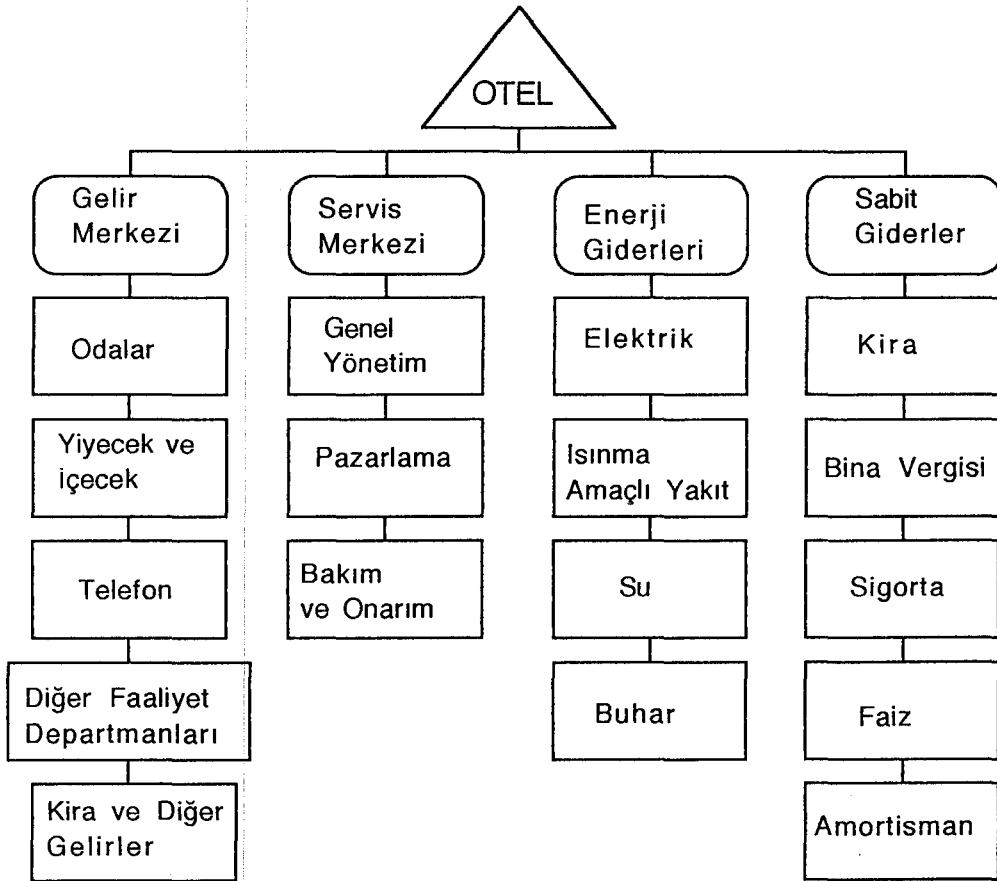 OTEL
Gelir
Merkezi
Odalar
Yiyecek ve
içecek
Telefon
Diğer Faaliyet
Departmanları
Kira ve Diğer
Gelirler
Servis
Merkezi
Genel
Yönetim
Pazarlama
Bakım
ve Onarım
Enerji
Giderleri
Elektrik
Isınma
Amaçlı Yakıt
Su
Buhar
Sabit
Giderler
Kira
Bina Vergisi
Sigorta
Faiz
Amortisman